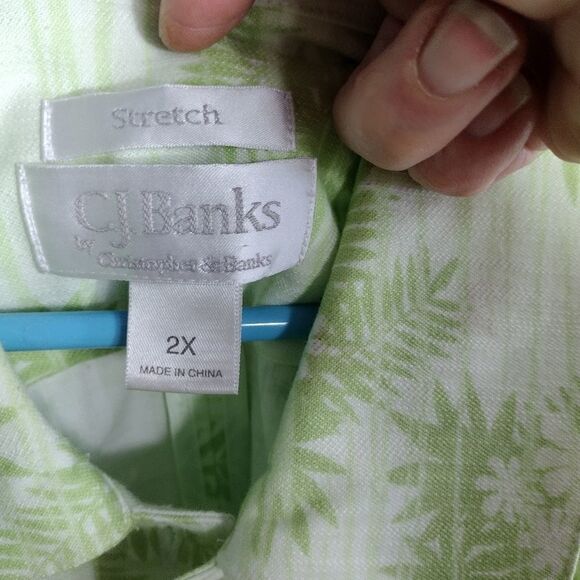 Stretch
CJ Banks
by Christopher & Banks
2X
MADE IN CHINA